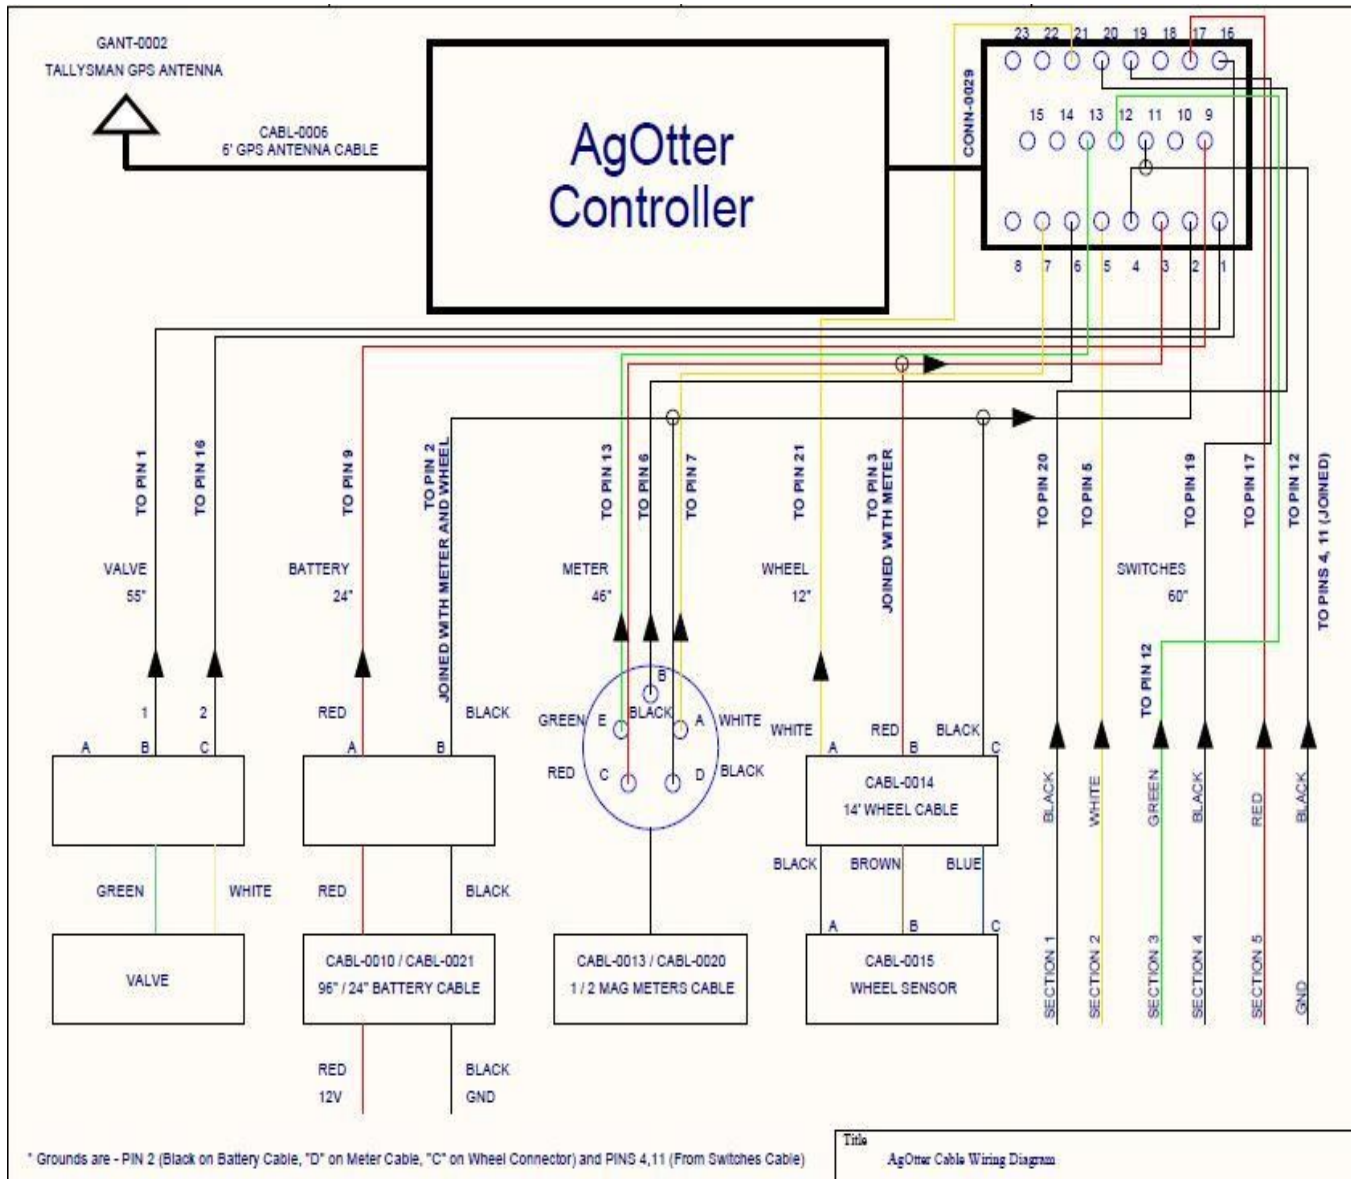 GANT-0002
TALLYSMAN GPS ANTENNA
CABL-0006
6' GPS ANTENNA CABLE
AgOtter
Controller
CONN-0029
23 22 21 20 19 18 17 16
15 14 13 12 11 10 9
8 7 6 5 4 3 2 1
TO PIN 1
TO PIN 16
TO PIN 9
TO PIN 2
JOINED WITH METER AND WHEEL
TO PIN 13
TO PIN 6
TO PIN 7
TO PIN 21
TO PIN 3
JOINED WITH METER
TO PIN 20
TO PIN 5
TO PIN 19
TO PIN 17
TO PIN 12
TO PINS 4, 11 (JOINED)
VALVE
55"
BATTERY
24"
METER
46"
WHEEL
12"
SWITCHES
60"
TO PIN 12
1 2
A B C
RED BLACK
A B
B
GREEN E BLACK A WHITE
RED C D BLACK
WHITE RED BLACK
A B C
CABL-0014
14' WHEEL CABLE
BLACK
WHITE
GREEN
BLACK
RED
BLACK
GREEN WHITE
RED BLACK
BLACK BROWN BLUE
A B C
VALVE
CABL-0010 / CABL-0021
96" / 24" BATTERY CABLE
CABL-0013 / CABL-0020
1 / 2 MAG METERS CABLE
CABL-0015
WHEEL SENSOR
SECTION 1
SECTION 2
SECTION 3
SECTION 4
SECTION 5
GND
RED BLACK
12V GND
* Grounds are - PIN 2 (Black on Battery Cable, "D" on Meter Cable, "C" on Wheel Connector) and PINS 4,11 (From Switches Cable)
Title
AgOtter Cable Wiring Diagram